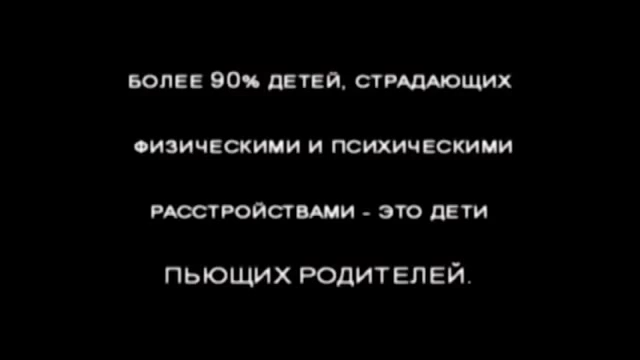 БОЛЕЕ 90% ДЕТЕЙ, СТРАДАЮЩИХ
ФИЗИЧЕСКИМИ И ПСИХИЧЕСКИМИ
РАССТРОЙСТВАМИ - ЭТО ДЕТИ
ПЬЮЩИХ РОДИТЕЛЕЙ.